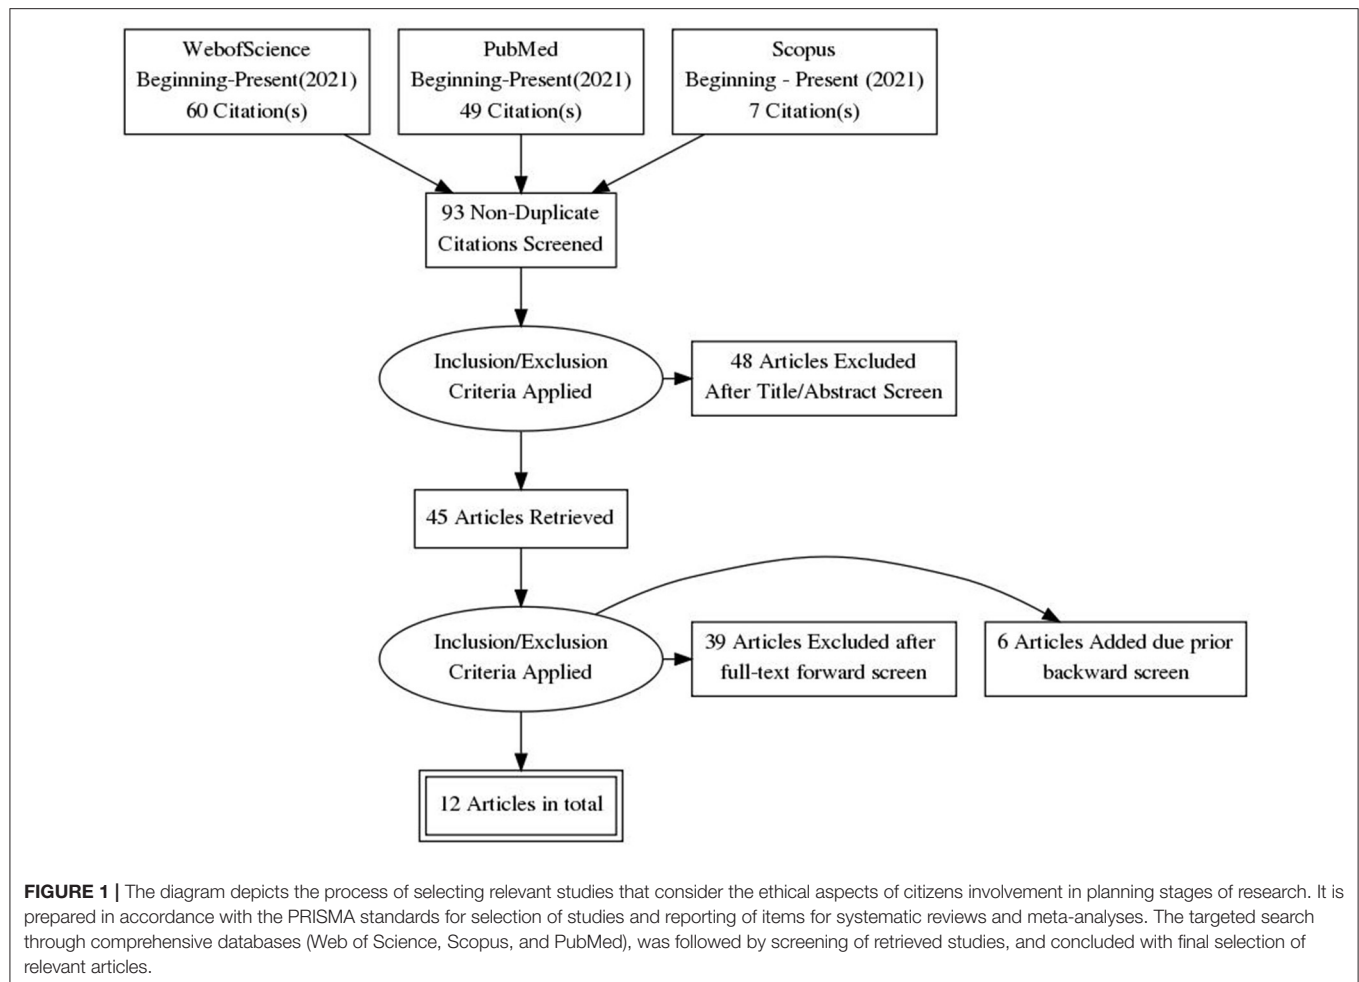 WebofScience
Beginning-Present(2021)
60 Citation(s)
PubMed
Beginning-Present(2021)
49 Citation(s)
Scopus
Beginning - Present (2021)
7 Citation(s)
93 Non-Duplicate
Citations Screened
Inclusion/Exclusion
Criteria Applied
48 Articles Excluded
After Title/Abstract Screen
45 Articles Retrieved
Inclusion/Exclusion
Criteria Applied
39 Articles Excluded after
full-text forward screen
6 Articles Added due prior
backward screen
12 Articles in total
FIGURE 1 | The diagram depicts the process of selecting relevant studies that consider the ethical aspects of citizens involvement in planning stages of research. It is
prepared in accordance with the PRISMA standards for selection of studies and reporting of items for systematic reviews and meta-analyses. The targeted search
through comprehensive databases (Web of Science, Scopus, and PubMed), was followed by screening of retrieved studies, and concluded with final selection of
relevant articles.